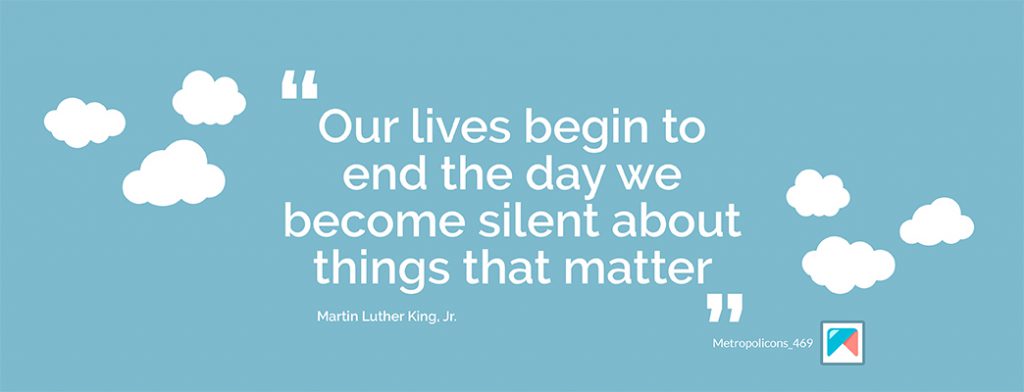 “
Our lives begin to
end the day we
become silent about
things that matter
”
Martin Luther King, Jr.
Metropolicons_469